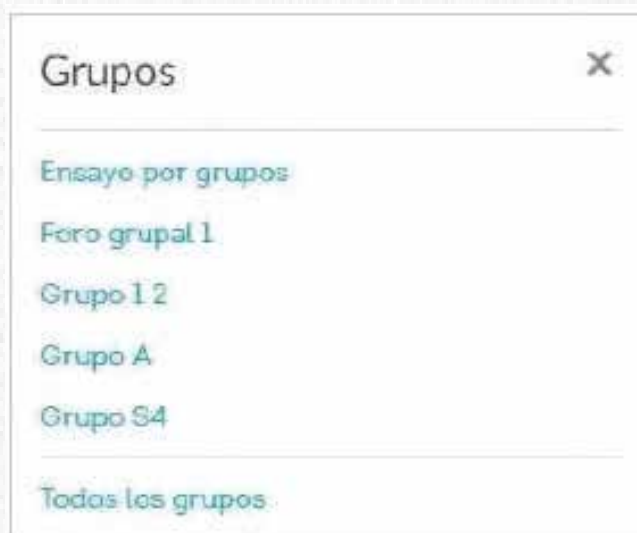 Grupos
Ensayo por grupos
Foro grupal 1
Grupo 1 2
Grupo A
Grupo S4
Todos los grupos